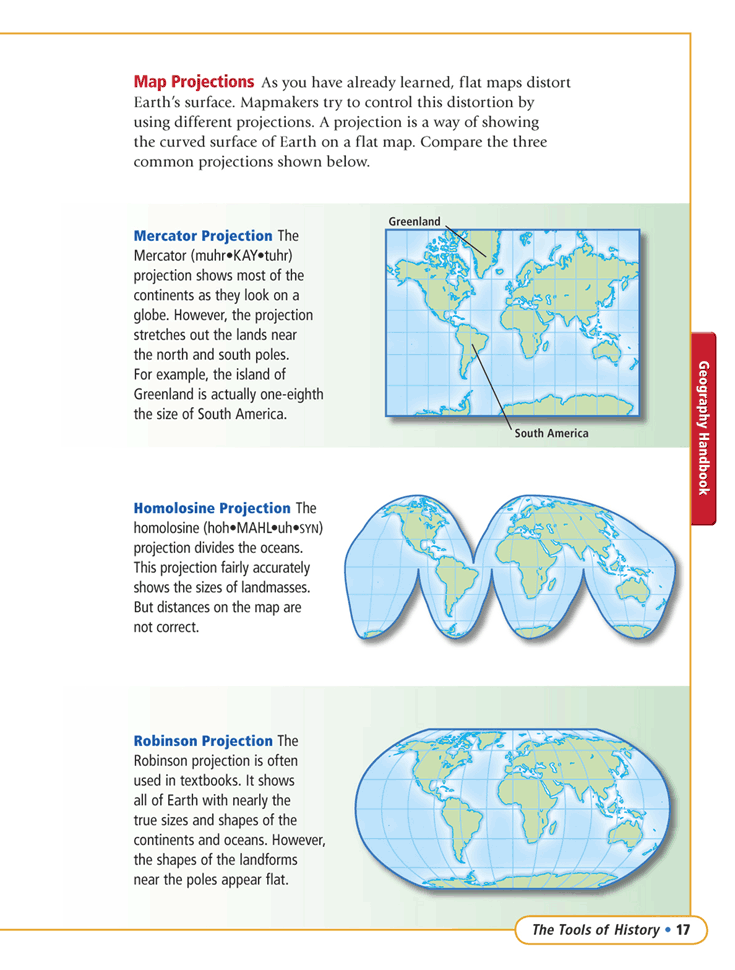 Map Projections As you have already learned, flat maps distort
Earth's surface. Mapmakers try to control this distortion by
using different projections. A projection is a way of showing
the curved surface of Earth on a flat map. Compare the three
common projections shown below.
Mercator Projection The
Mercator (muhr•KAY•tuhr)
projection shows most of the
continents as they look on a
globe. However, the projection
stretches out the lands near
the north and south poles.
For example, the island of
Greenland is actually one-eighth
the size of South America.
Greenland
South America
Geography Handbook
Homolosine Projection The
homolosine (hoh•MAHL•uh•SYN)
projection divides the oceans.
This projection fairly accurately
shows the sizes of landmasses.
But distances on the map are
not correct.
Robinson Projection The
Robinson projection is often
used in textbooks. It shows
all of Earth with nearly the
true sizes and shapes of the
continents and oceans. However,
the shapes of the landforms
near the poles appear flat.
The Tools of History • 17